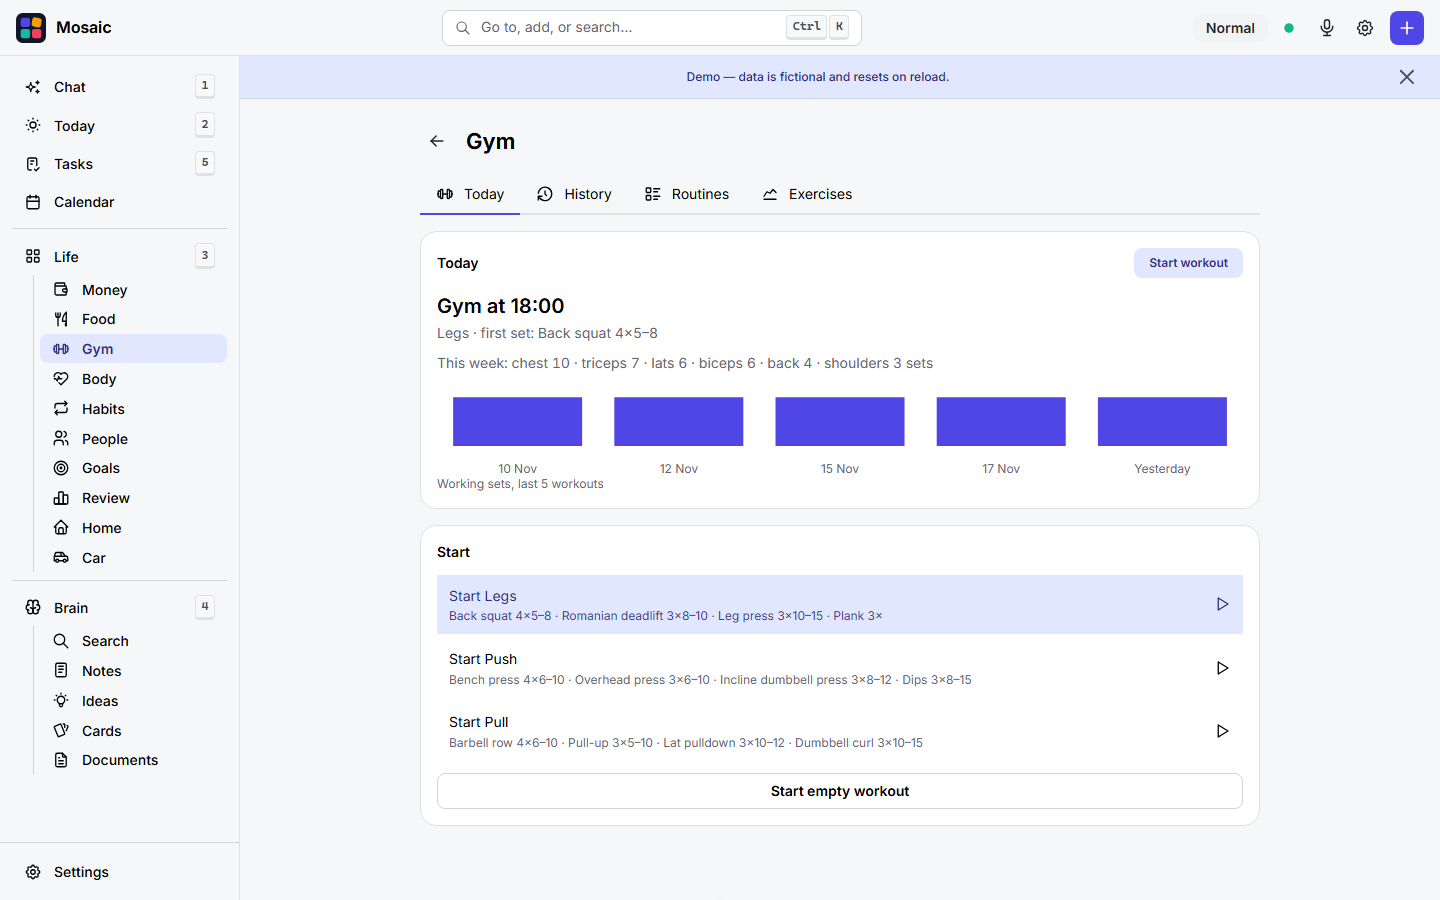 Mosaic
Go to, add, or search...
Ctrl K
Normal
Chat 1
Today 2
Tasks 5
Calendar
Life 3
Money
Food
Gym
Body
Habits
People
Goals
Review
Home
Car
Brain 4
Search
Notes
Ideas
Cards
Documents
Settings
Demo — data is fictional and resets on reload.
Gym
Today History Routines Exercises
Today
Start workout
Gym at 18:00
Legs · first set: Back squat 4×5–8
This week: chest 10 · triceps 7 · lats 6 · biceps 6 · back 4 · shoulders 3 sets
10 Nov 12 Nov 15 Nov 17 Nov Yesterday
Working sets, last 5 workouts
Start
Start Legs
Back squat 4×5–8 · Romanian deadlift 3×8–10 · Leg press 3×10–15 · Plank 3×
Start Push
Bench press 4×6–10 · Overhead press 3×6–10 · Incline dumbbell press 3×8–12 · Dips 3×8–15
Start Pull
Barbell row 4×6–10 · Pull-up 3×5–10 · Lat pulldown 3×10–12 · Dumbbell curl 3×10–15
Start empty workout